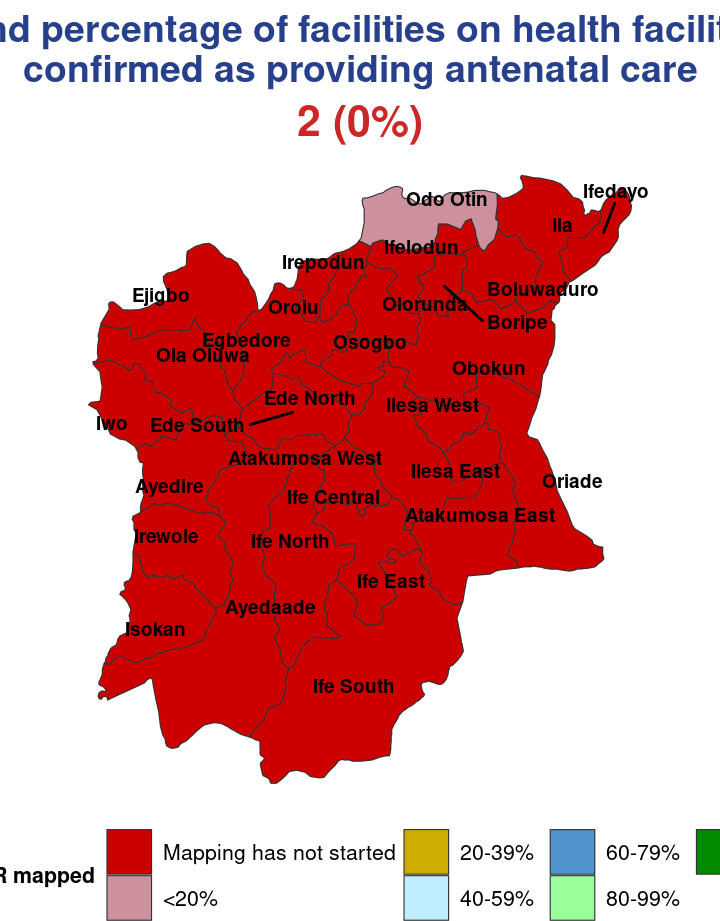 nd percentage of facilities on health facilit
confirmed as providing antenatal care
2 (0%)
Ifedayo
Odo Otin
Ila
Ifelodun
Irepodun
Boluwaduro
Ejigbo
Orolu
Olorunda
Boripe
Egbedore
Osogbo
Ola Oluwa
Obokun
Ede North
Ilesa West
Iwo
Ede South
Atakumosa West
Ilesa East
Oriade
Ayedire
Ife Central
Atakumosa East
Irewole
Ife North
Ife East
Ayedaade
Isokan
Ife South
Mapping has not started
20-39%
60-79%
R mapped
<20%
40-59%
80-99%